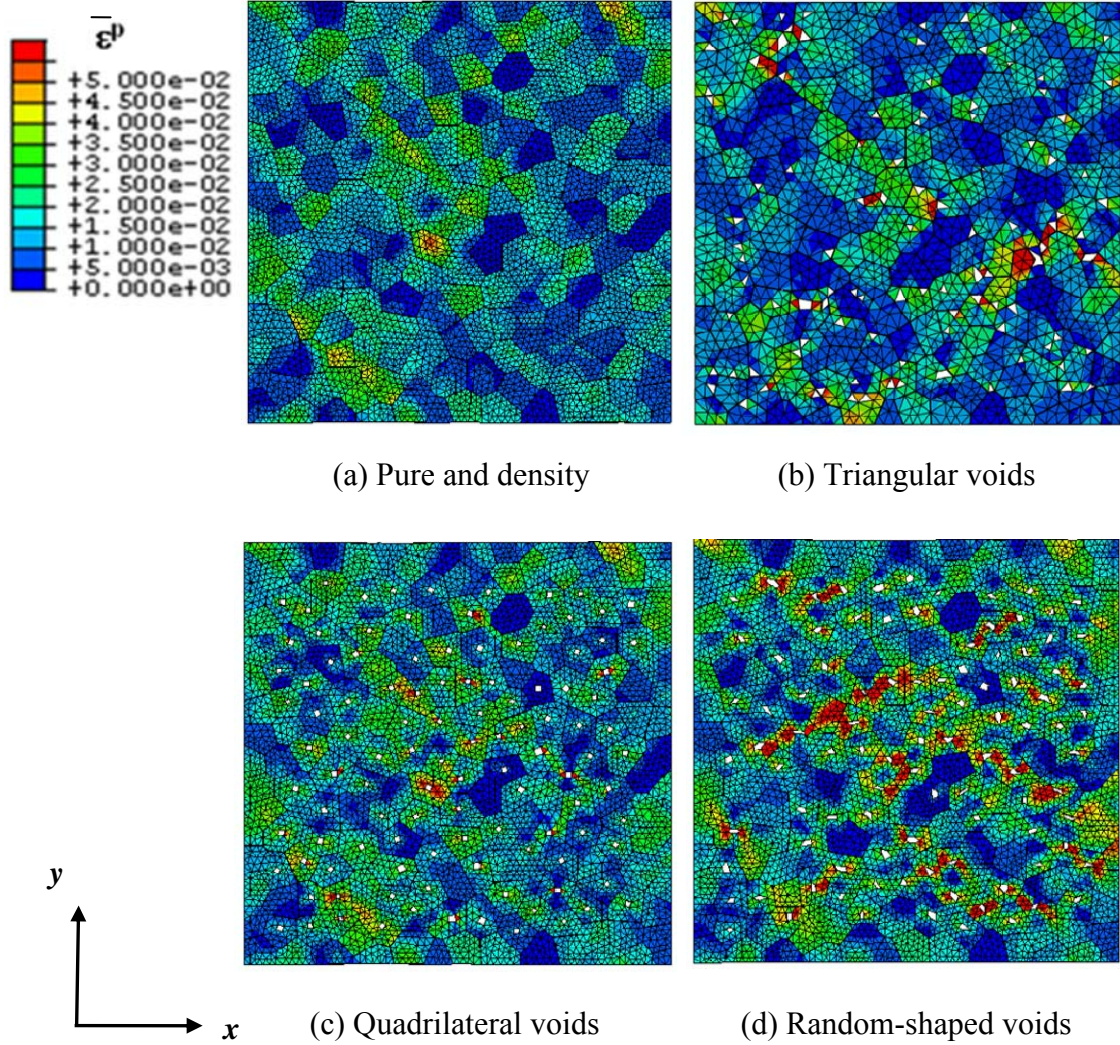 ε̄ᵖ
+5.000e-02
+4.500e-02
+4.000e-02
+3.500e-02
+3.000e-02
+2.500e-02
+2.000e-02
+1.500e-02
+1.000e-02
+5.000e-03
+0.000e+00
(a) Pure and density
(b) Triangular voids
y
x
(c) Quadrilateral voids
(d) Random-shaped voids